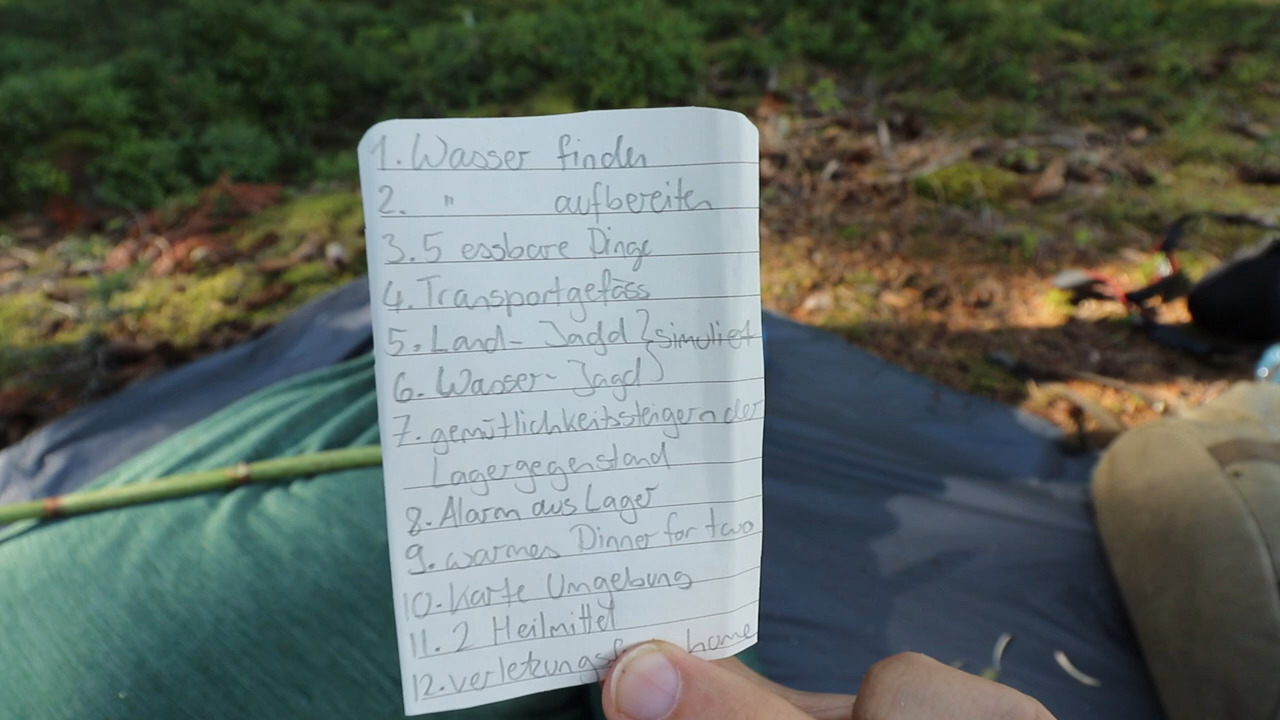 1. Wasser finden
2. " aufbereiten
3. 5 essbare Dinge
4. Transportgefäss
5. Land- Jagd } simuliert
6. Wasser- Jagd
7. gemütlichkeitssteigernder
Lagergegenstand
8. Alarm aus Lager
9. warmes Dinner for two
10. Karte Umgebung
11. 2 Heilmittel
12. home